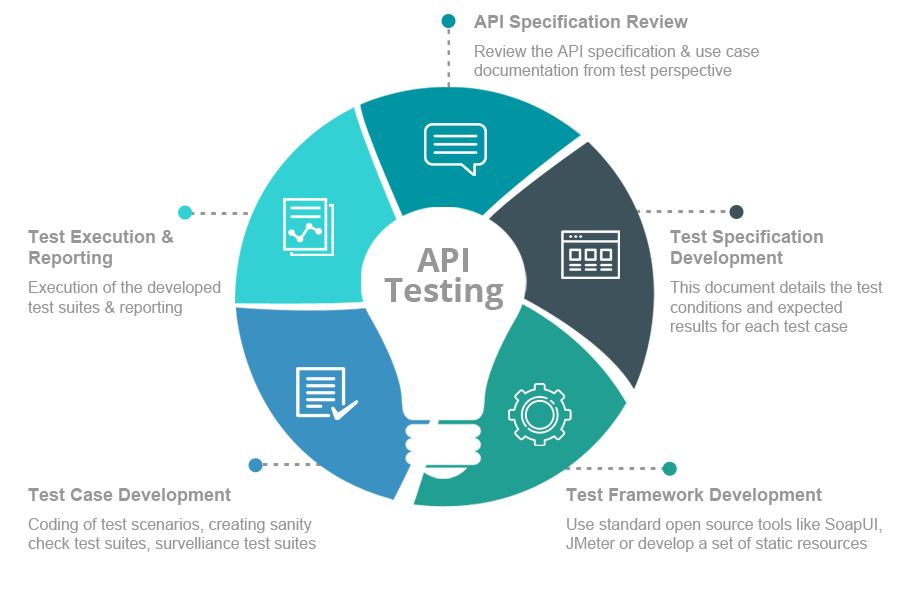 API Specification Review
Review the API specification & use case
documentation from test perspective
Test Specification
Development
This document details the test
conditions and expected
results for each test case
Test Framework Development
Use standard open source tools like SoapUI,
JMeter or develop a set of static resources
Test Case Development
Coding of test scenarios, creating sanity
check test suites, survelliance test suites
Test Execution &
Reporting
Execution of the developed
test suites & reporting
API
Testing